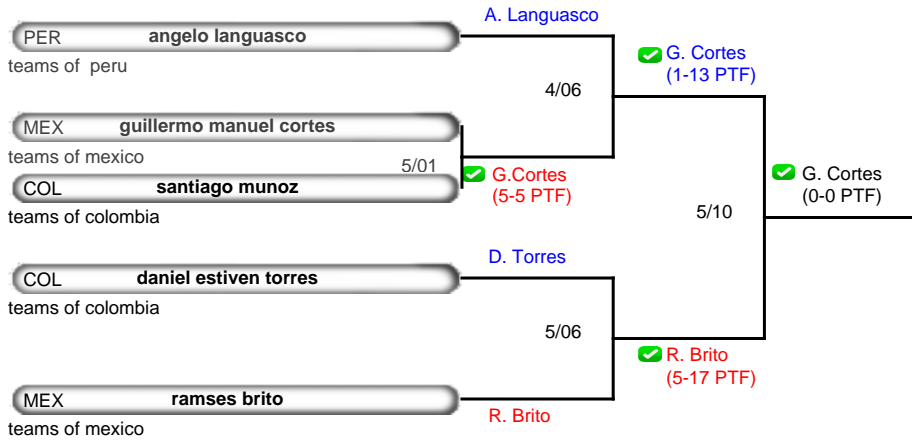 A. Languasco
PER angelo languasco
teams of peru
G. Cortes
(1-13 PTF)
4/06
MEX guillermo manuel cortes
teams of mexico
5/01
G.Cortes
(5-5 PTF)
COL santiago munoz
teams of colombia
G. Cortes
(0-0 PTF)
5/10
D. Torres
COL daniel estiven torres
teams of colombia
5/06
R. Brito
(5-17 PTF)
MEX ramses brito
R. Brito
teams of mexico